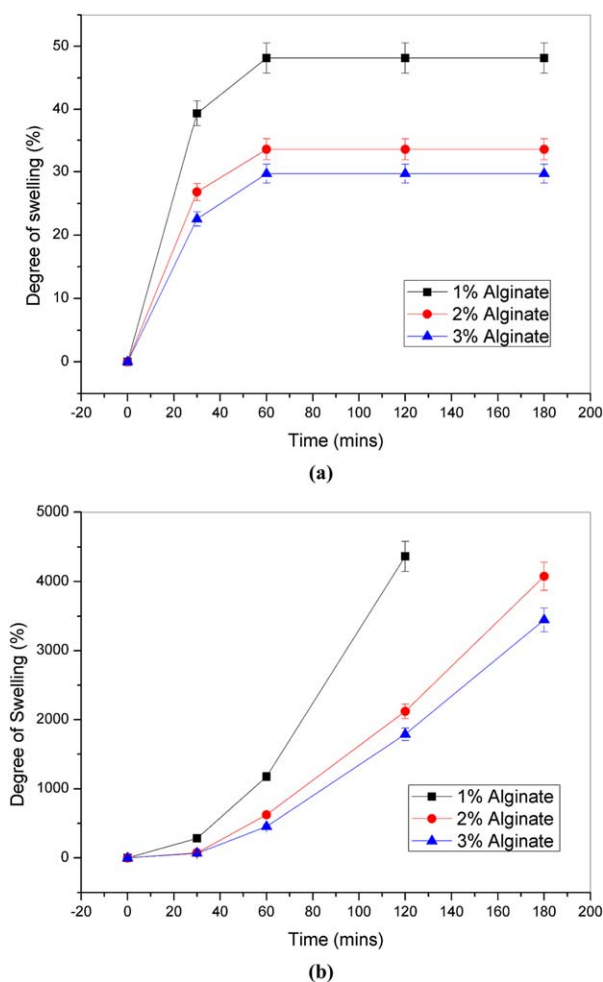 50
40
30
20
10
0
Degree of swelling (%)
1% Alginate
2% Alginate
3% Alginate
-20 0 20 40 60 80 100 120 140 160 180 200
Time (mins)
(a)
5000
4000
3000
2000
1000
0
Degree of Swelling (%)
1% Alginate
2% Alginate
3% Alginate
-20 0 20 40 60 80 100 120 140 160 180 200
Time (mins)
(b)